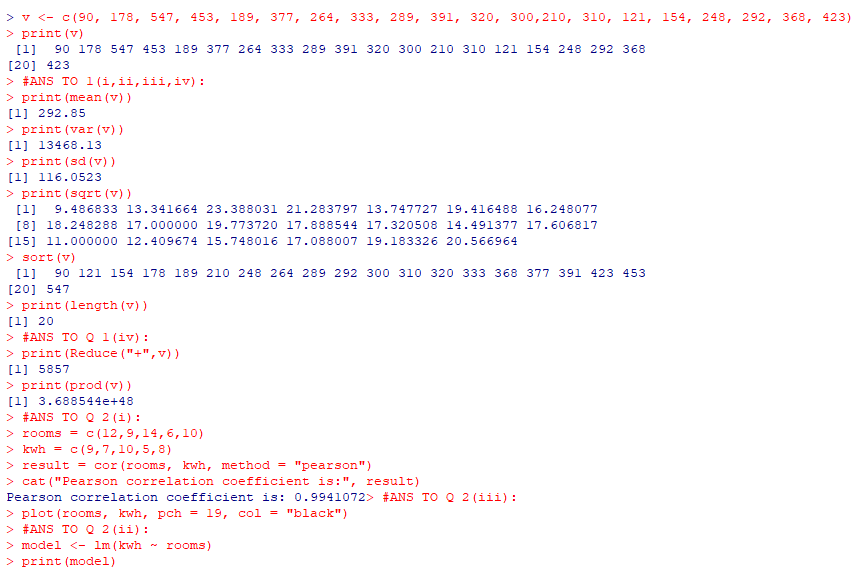 > v <- c(90, 178, 547, 453, 189, 377, 264, 333, 289, 391, 320, 300,210, 310, 121, 154, 248, 292, 368, 423)
> print(v)
[1] 90 178 547 453 189 377 264 333 289 391 320 300 210 310 121 154 248 292 368
[20] 423
> #ANS TO 1(i,ii,iii,iv):
> print(mean(v))
[1] 292.85
> print(var(v))
[1] 13468.13
> print(sd(v))
[1] 116.0523
> print(sqrt(v))
[1] 9.486833 13.341664 23.388031 21.283797 13.747727 19.416488 16.248077
[8] 18.248288 17.000000 19.773720 17.888544 17.320508 14.491377 17.606817
[15] 11.000000 12.409674 15.748016 17.088007 19.183326 20.566964
> sort(v)
[1] 90 121 154 178 189 210 248 264 289 292 300 310 320 333 368 377 391 423 453
[20] 547
> print(length(v))
[1] 20
> #ANS TO Q 1(iv):
> print(Reduce("+",v))
[1] 5857
> print(prod(v))
[1] 3.688544e+48
> #ANS TO Q 2(i):
> rooms = c(12,9,14,6,10)
> kwh = c(9,7,10,5,8)
> result = cor(rooms, kwh, method = "pearson")
> cat("Pearson correlation coefficient is:", result)
Pearson correlation coefficient is: 0.9941072> #ANS TO Q 2(iii):
> plot(rooms, kwh, pch = 19, col = "black")
> #ANS TO Q 2(ii):
> model <- lm(kwh ~ rooms)
> print(model)